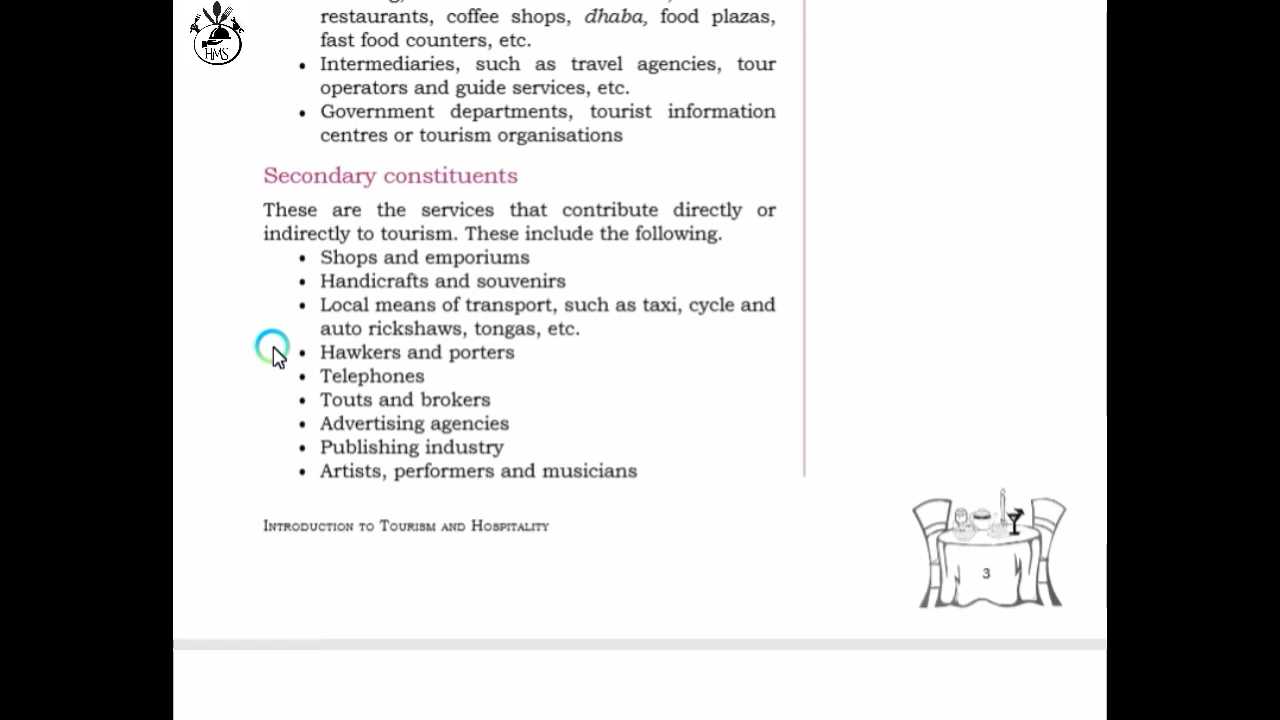 HMS
restaurants, coffee shops, dhaba, food plazas,
fast food counters, etc.
• Intermediaries, such as travel agencies, tour
operators and guide services, etc.
• Government departments, tourist information
centres or tourism organisations
Secondary constituents
These are the services that contribute directly or
indirectly to tourism. These include the following.
• Shops and emporiums
• Handicrafts and souvenirs
• Local means of transport, such as taxi, cycle and
auto rickshaws, tongas, etc.
• Hawkers and porters
• Telephones
• Touts and brokers
• Advertising agencies
• Publishing industry
• Artists, performers and musicians
Introduction to Tourism and Hospitality
3